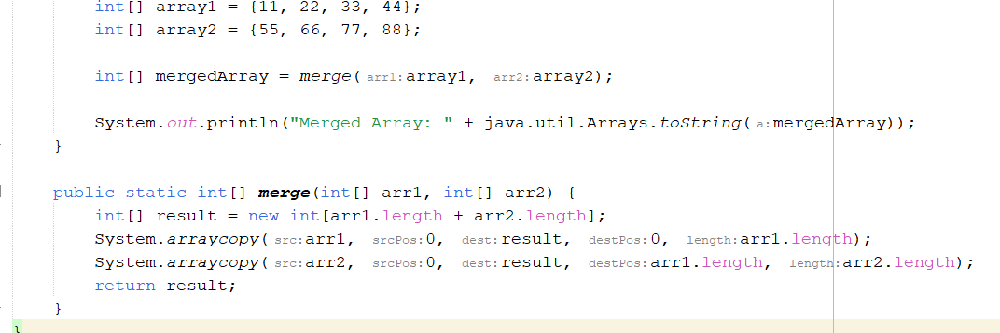 int[] array1 = {11, 22, 33, 44};
int[] array2 = {55, 66, 77, 88};
int[] mergedArray = merge( arr1: array1, arr2: array2);
System.out.println("Merged Array: " + java.util.Arrays.toString( a: mergedArray));
}
public static int[] merge(int[] arr1, int[] arr2) {
int[] result = new int[arr1.length + arr2.length];
System.arraycopy( src: arr1, srcPos: 0, dest: result, destPos: 0, length: arr1.length);
System.arraycopy( src: arr2, srcPos: 0, dest: result, destPos: arr1.length, length: arr2.length);
return result;
}
}